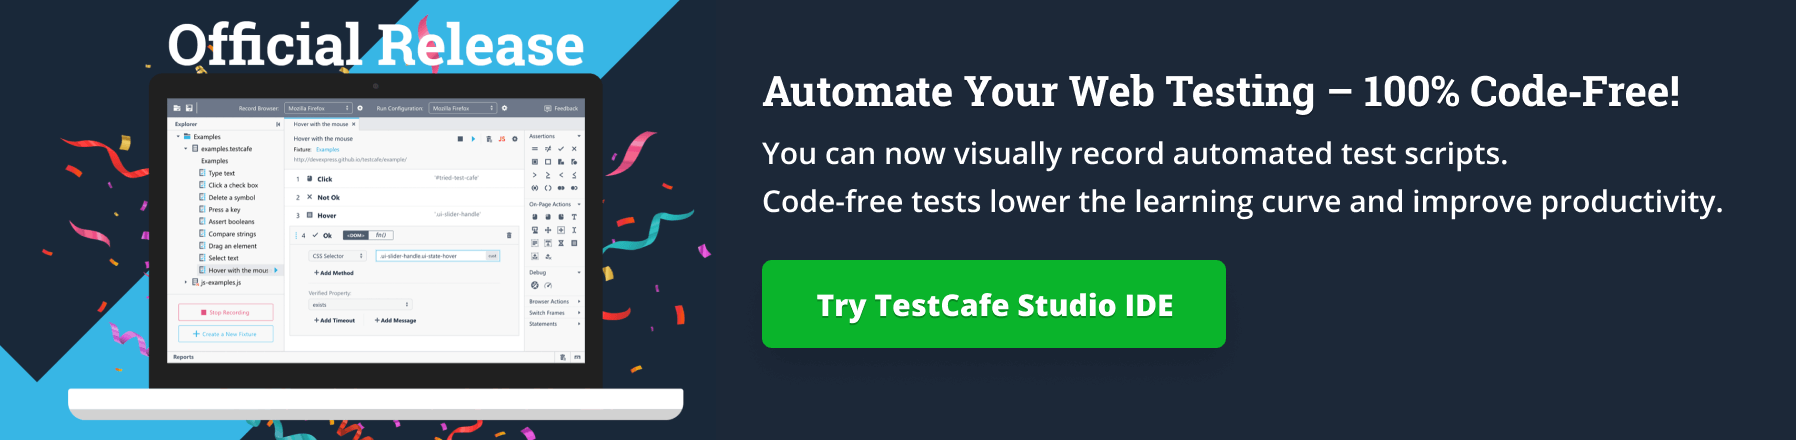 Official Release
Record Browser: Mozilla Firefox Run Configuration: Mozilla Firefox Feedback
Explorer
Examples
examples.testcafe
Examples
Type text
Click a check box
Delete a symbol
Press a key
Assert booleans
Compare strings
Drag an element
Select text
Hover with the mous
js-examples.js
Stop Recording
Create a New Fixture
Reports
Hover with the mouse
Hover with the mouse
JS
Fixture: Examples
http://devexpress.github.io/testcafe/example/
1 Click '#tried-test-cafe'
2 Not Ok
3 Hover '.ui-slider-handle'
4 Ok <DOM> fn()
CSS Selector .ui-slider-handle.ui-state-hover
+ Add Method
Verified Property:
exists
+ Add Timeout + Add Message
Assertions
On-Page Actions
Debug
Browser Actions
Switch Frames
Statements
Automate Your Web Testing – 100% Code-Free!
You can now visually record automated test scripts.
Code-free tests lower the learning curve and improve productivity.
Try TestCafe Studio IDE